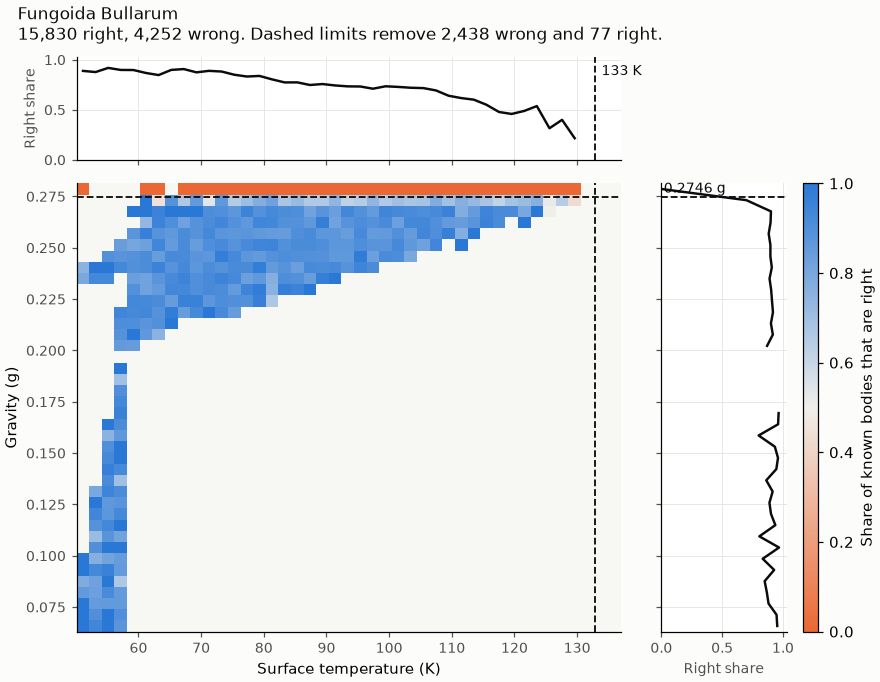 Fungoida Bullarum
15,830 right, 4,252 wrong. Dashed limits remove 2,438 wrong and 77 right.
Right share
1.0
0.5
0.0
133 K
Gravity (g)
0.275
0.250
0.225
0.200
0.175
0.150
0.125
0.100
0.075
60 70 80 90 100 110 120 130
Surface temperature (K)
0.2746 g
0.0 0.5 1.0
Right share
1.0
0.8
0.6
0.4
0.2
0.0
Share of known bodies that are right